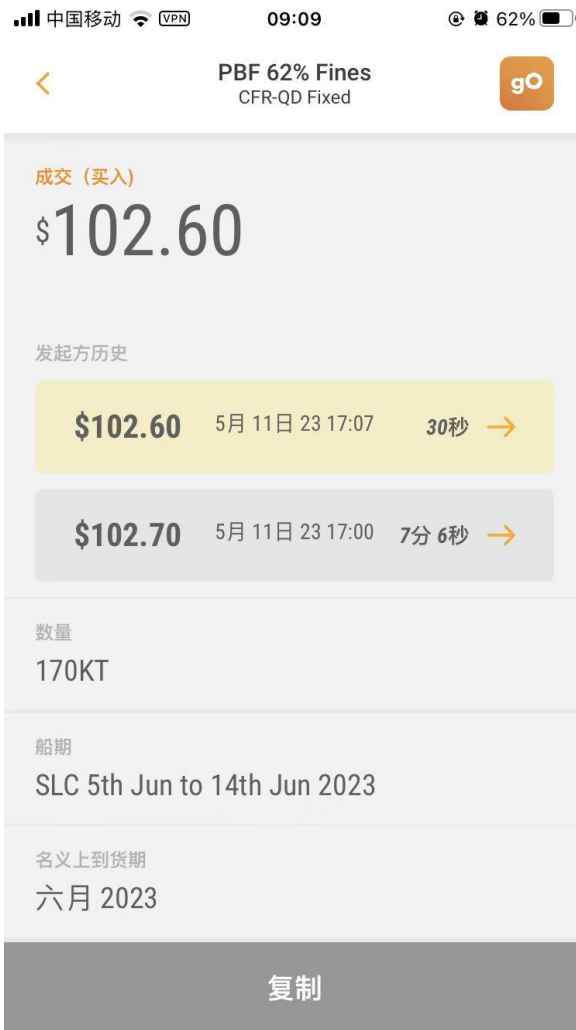 中国移动 VPN 09:09 62%
PBF 62% Fines
CFR-QD Fixed
gO
成交（买入)
$102.60
发起方历史
$102.60 5月 11日 23 17:07 30秒
$102.70 5月 11日 23 17:00 7分 6秒
数量
170KT
船期
SLC 5th Jun to 14th Jun 2023
名义上到货期
六月 2023
复制